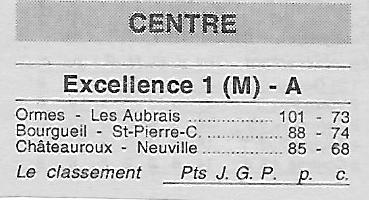 CENTRE
Excellence 1 (M) - A
Ormes - Les Aubrais ................. 101 - 73
Bourgueil - St-Pierre-C. .............. 88 - 74
Châteauroux - Neuville .............. 85 - 68
Le classement Pts J. G. P. p. c.